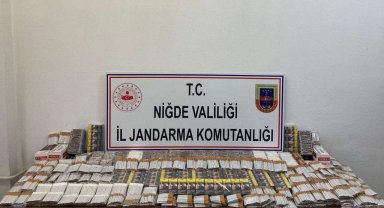 T.C.
NİĞDE VALİLİĞİ
İL JANDARMA KOMUTANLIĞI